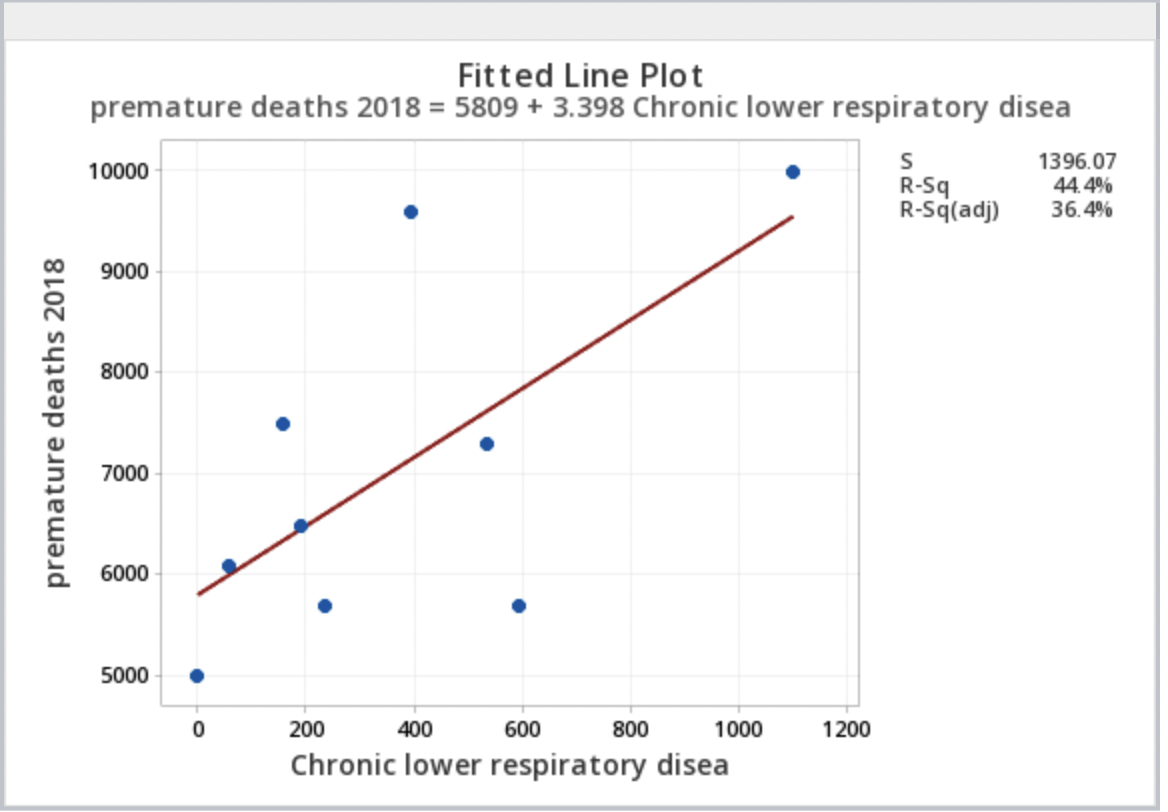 Fitted Line Plot
premature deaths 2018 = 5809 + 3.398 Chronic lower respiratory disea
S 1396.07
R-Sq 44.4%
R-Sq(adj) 36.4%
premature deaths 2018
10000
9000
8000
7000
6000
5000
0 200 400 600 800 1000 1200
Chronic lower respiratory disea